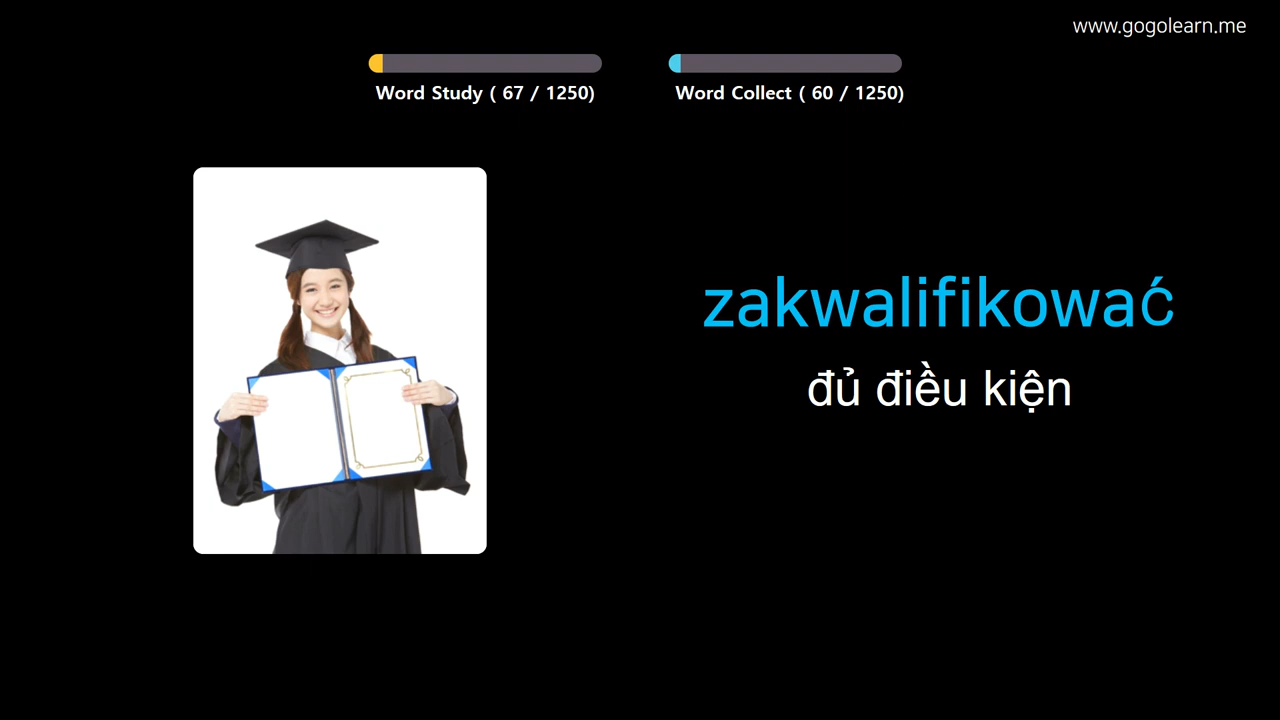 www.gogolearn.me
Word Study ( 67 / 1250)
Word Collect ( 60 / 1250)
zakwalifikować
đủ điều kiện